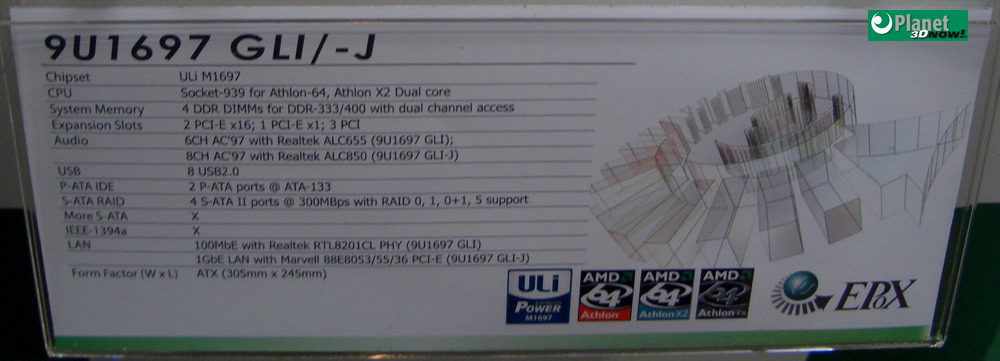 Planet
3DNOW!
9U1697 GLI/-J
Chipset ULi M1697
CPU Socket-939 for Athlon-64, Athlon X2 Dual core
System Memory 4 DDR DIMMs for DDR-333/400 with dual channel access
Expansion Slots 2 PCI-E x16; 1 PCI-E x1; 3 PCI
Audio 6CH AC'97 with Realtek ALC655 (9U1697 GLI);
8CH AC'97 with Realtek ALC850 (9U1697 GLI-J)
USB 8 USB2.0
P-ATA IDE 2 P-ATA ports @ ATA-133
S-ATA RAID 4 S-ATA II ports @ 300MBps with RAID 0, 1, 0+1, 5 support
More S-ATA X
IEEE-1394a X
LAN 100MbE with Realtek RTL8201CL PHY (9U1697 GLI)
1GbE LAN with Marvell 88E8053/55/36 PCI-E (9U1697 GLI-J)
Form Factor (W x L) ATX (305mm x 245mm)
ULi
POWER
M1697
AMD
64
Athlon
AMD
64
Athlon X2
AMD
64
Athlon FX
EPoX